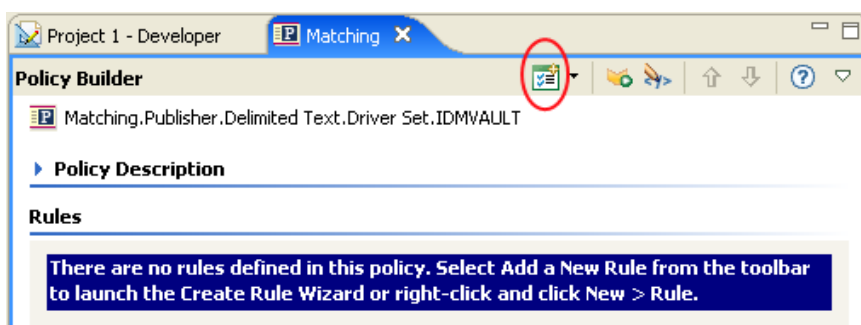 Project 1 - Developer
Matching
Policy Builder
Matching.Publisher.Delimited Text.Driver Set.IDMVAULT
Policy Description
Rules
There are no rules defined in this policy. Select Add a New Rule from the toolbar
to launch the Create Rule Wizard or right-click and click New > Rule.